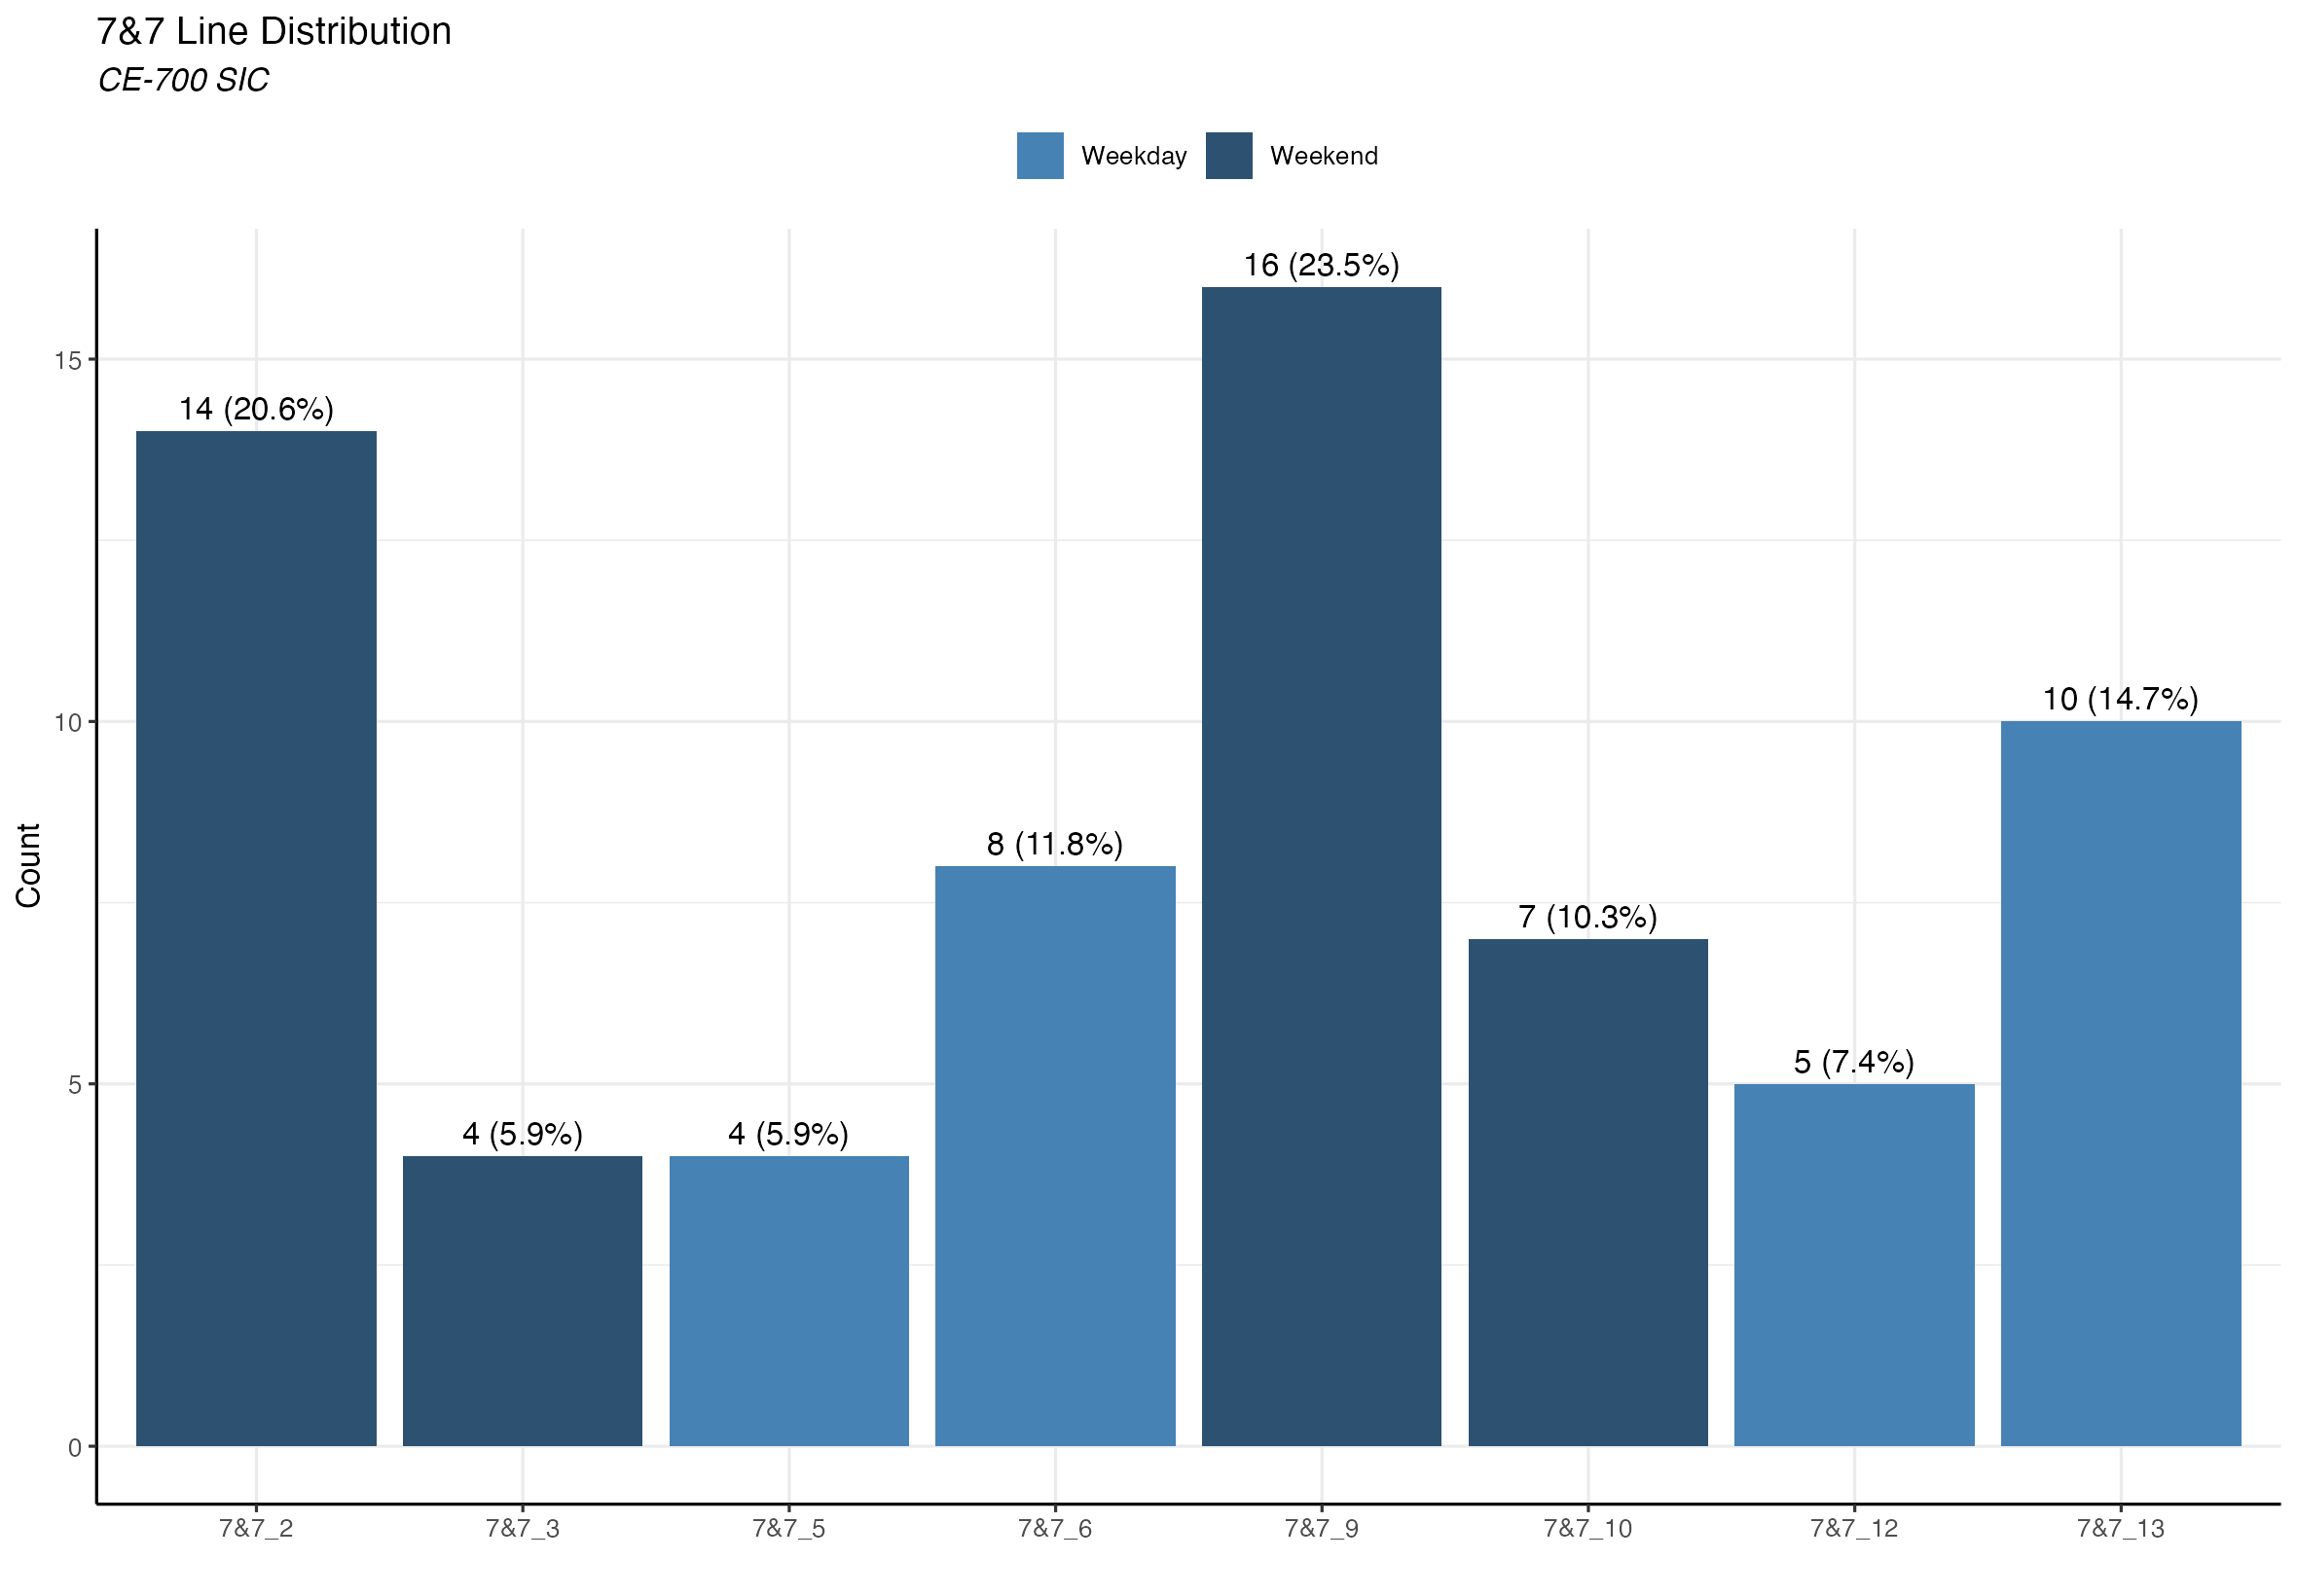 7&7 Line Distribution
CE-700 SIC
Weekday Weekend
16 (23.5%)
15
14 (20.6%)
10 (14.7%)
10
8 (11.8%)
Count
7 (10.3%)
5 (7.4%)
5
4 (5.9%) 4 (5.9%)
0
7&7_2 7&7_3 7&7_5 7&7_6 7&7_9 7&7_10 7&7_12 7&7_13